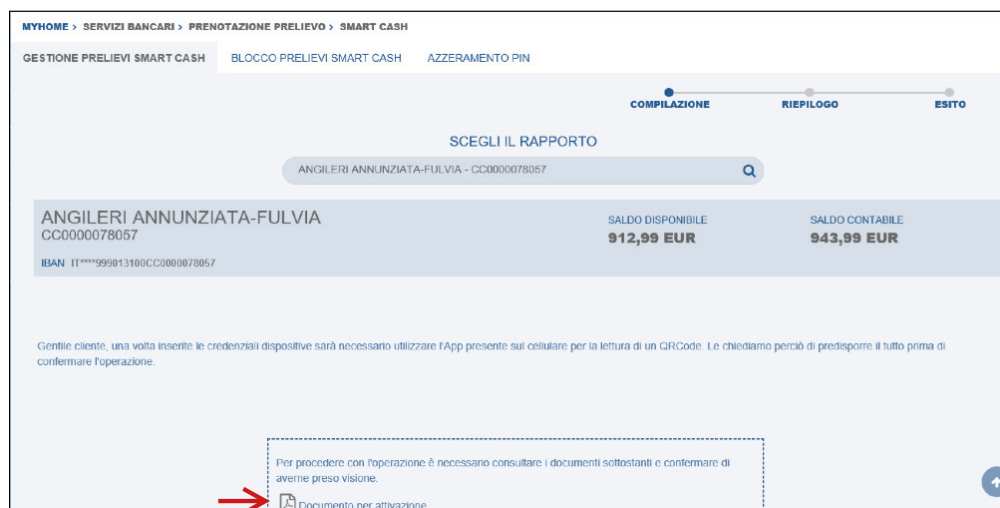 MYHOME > SERVIZI BANCARI > PRENOTAZIONE PRELIEVO > SMART CASH
GESTIONE PRELIEVI SMART CASH BLOCCO PRELIEVI SMART CASH AZZERAMENTO PIN
COMPILAZIONE RIEPILOGO ESITO
SCEGLI IL RAPPORTO
ANGILERI ANNUNZIATA-FULVIA - CC0000078057
ANGILERI ANNUNZIATA-FULVIA
CC0000078057
SALDO DISPONIBILE SALDO CONTABILE
912,99 EUR 943,99 EUR
IBAN IT****999013100CC0000078057
Gentile cliente, una volta inserite le credenziali dispositive sarà necessario utilizzare l'App presente sul cellulare per la lettura di un QRCode. Le chiediamo perciò di predisporre il tutto prima di
confermare l'operazione.
Per procedere con l'operazione è necessario consultare i documenti sottostanti e confermare di
averne preso visione.
Documento per attivazione